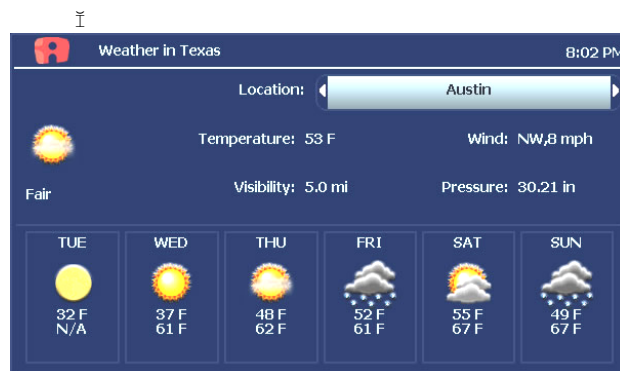 Weather in Texas 8:02 PM
Location: Austin
Temperature: 53 F Wind: NW,8 mph
Fair
Visibility: 5.0 mi Pressure: 30.21 in
TUE WED THU FRI SAT SUN
32 F 37 F 48 F 52 F 55 F 49 F
N/A 61 F 62 F 61 F 67 F 67 F